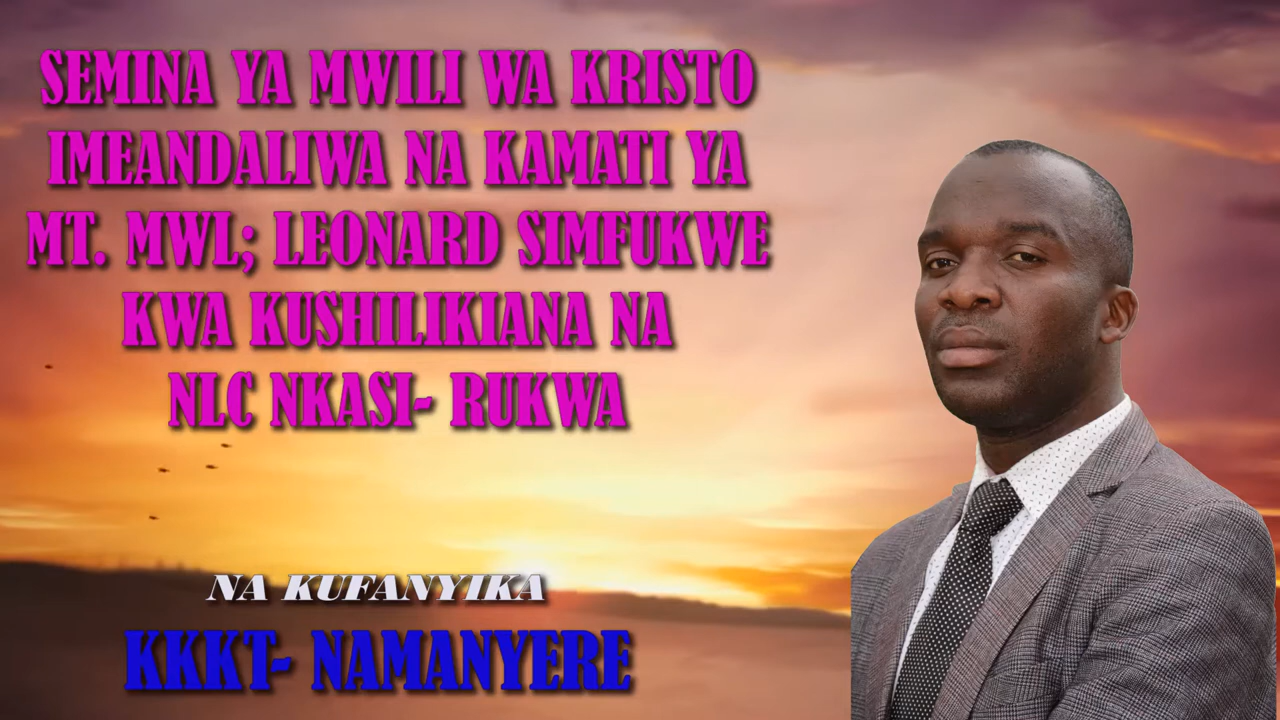 SEMINA YA MWILI WA KRISTO
IMEANDALIWA NA KAMATI YA
MT. MWL; LEONARD SIMFUKWE
KWA KUSHILIKIANA NA
NLC NKASI- RUKWA
NA KUFANYIKA
KKKT- NAMANYERE